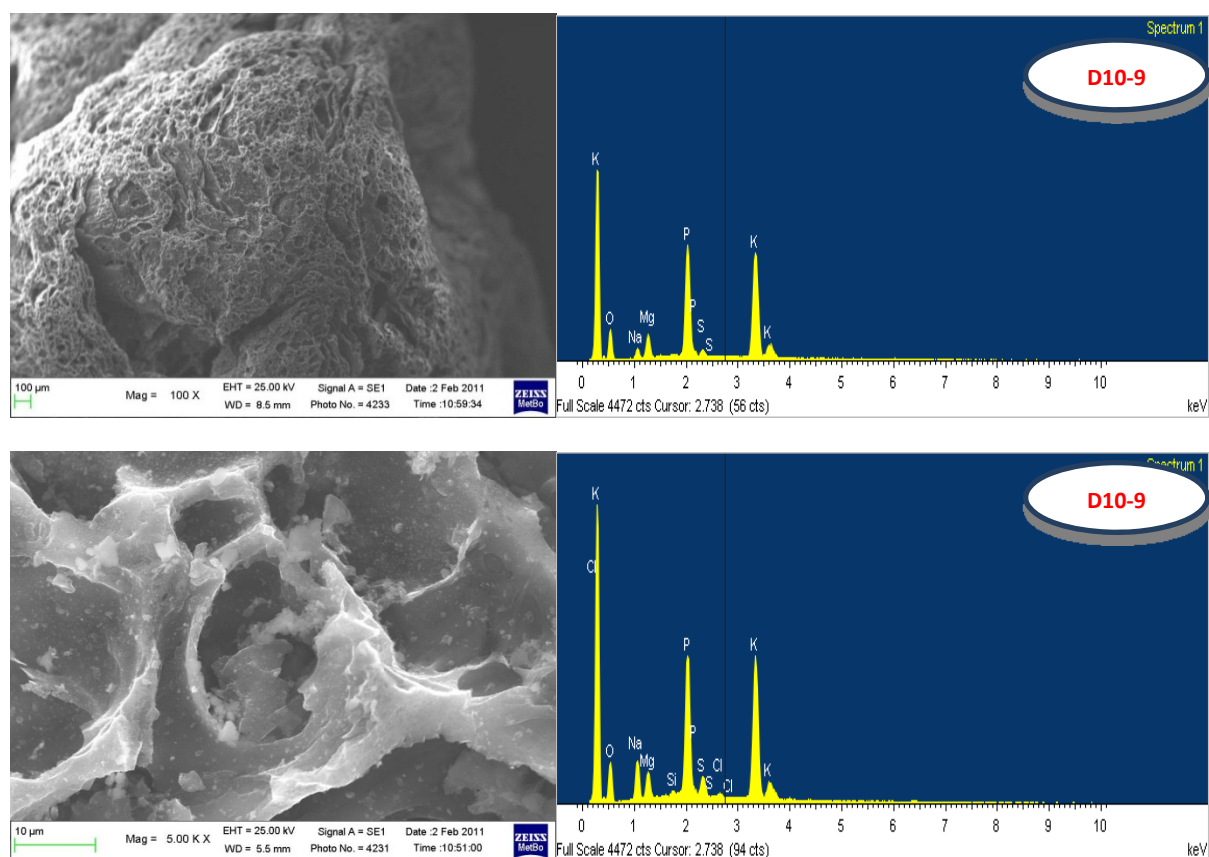 Spectrum 1
D10-9
K
P
K
O
Na
Mg
P
S
S
K
0 1 2 3 4 5 6 7 8 9 10
Full Scale 4472 cts Cursor: 2.738 (56 cts)
keV
100 µm
Mag = 100 X
EHT = 25.00 kV
WD = 8.5 mm
Signal A = SE1
Photo No. = 4233
Date :2 Feb 2011
Time :10:59:34
ZEISS
MetBo
Spectrum 1
D10-9
K
Cl
P
K
O
Na
Mg
Si
P
S
S
Cl
Cl
K
0 1 2 3 4 5 6 7 8 9 10
Full Scale 4472 cts Cursor: 2.738 (94 cts)
keV
10 µm
Mag = 5.00 K X
EHT = 25.00 kV
WD = 5.5 mm
Signal A = SE1
Photo No. = 4231
Date :2 Feb 2011
Time :10:51:00
ZEISS
MetBo